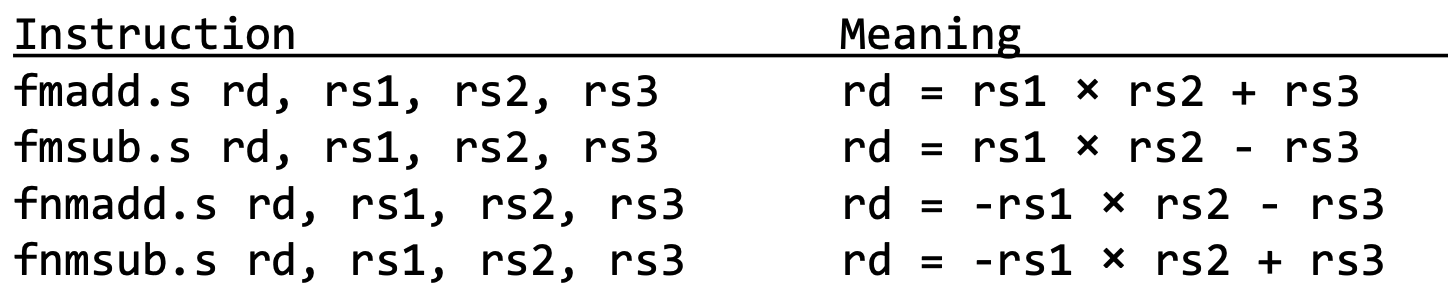 Instruction Meaning
fmadd.s rd, rs1, rs2, rs3 rd = rs1 × rs2 + rs3
fmsub.s rd, rs1, rs2, rs3 rd = rs1 × rs2 - rs3
fnmadd.s rd, rs1, rs2, rs3 rd = -rs1 × rs2 - rs3
fnmsub.s rd, rs1, rs2, rs3 rd = -rs1 × rs2 + rs3